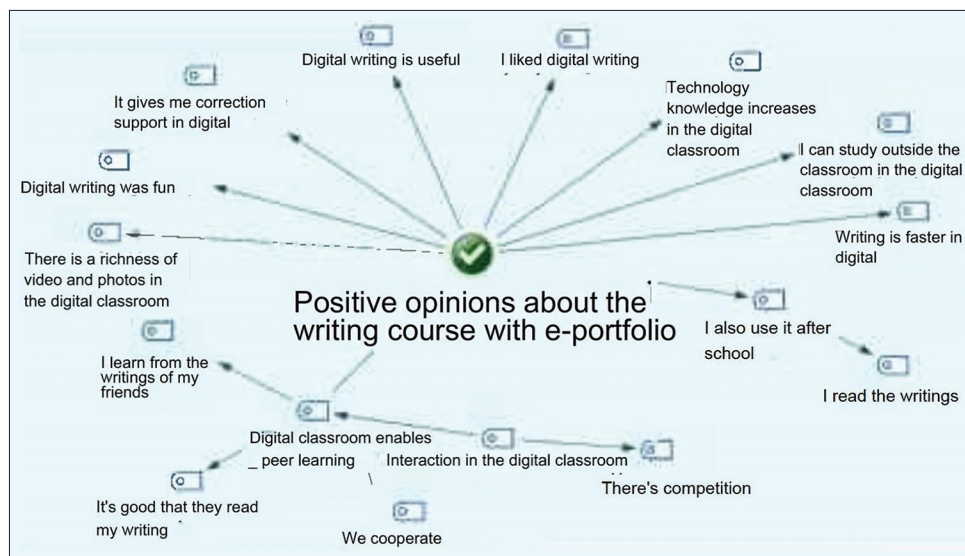 Digital writing is useful
I liked digital writing
It gives me correction
support in digital
Technology
knowledge increases
in the digital
classroom
I can study outside the
classroom in the digital
classroom
Digital writing was fun
Writing is faster in
digital
There is a richness of
video and photos in
the digital classroom
Positive opinions about the
writing course with e-portfolio
I also use it after
school
I learn from the
writings of my
friends
I read the writings
Digital classroom enables
peer learning
Interaction in the digital classroom
There's competition
It's good that they read
my writing
We cooperate